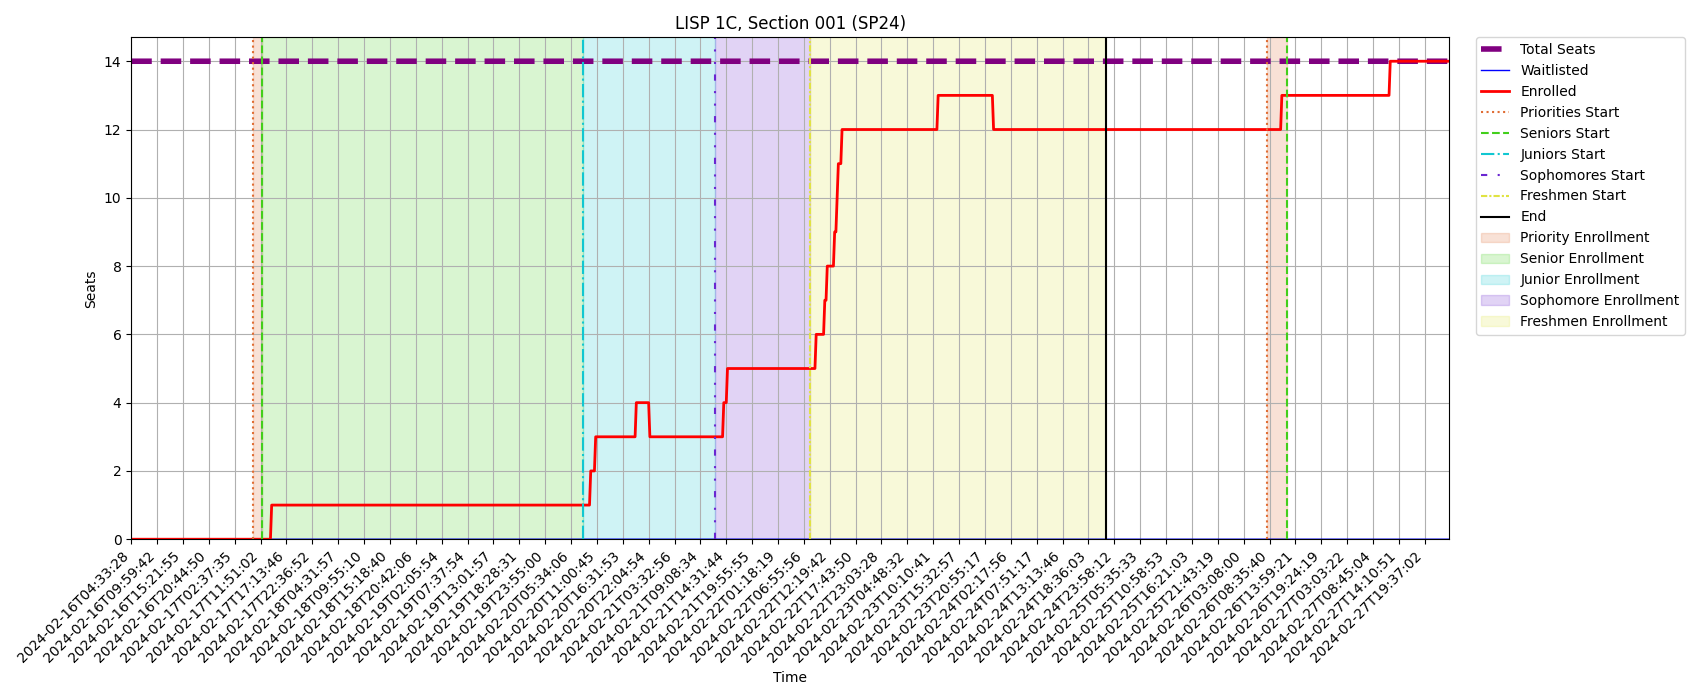 LISP 1C, Section 001 (SP24)
Seats
14
12
10
8
6
4
2
0
2024-02-16T04:33:28
2024-02-16T09:59:42
2024-02-16T15:21:55
2024-02-16T20:44:50
2024-02-17T02:37:35
2024-02-17T11:51:02
2024-02-17T17:13:46
2024-02-17T22:36:52
2024-02-18T04:31:57
2024-02-18T09:55:10
2024-02-18T15:18:40
2024-02-18T20:42:06
2024-02-19T02:05:54
2024-02-19T07:37:54
2024-02-19T13:01:57
2024-02-19T18:28:31
2024-02-19T23:55:00
2024-02-20T05:34:06
2024-02-20T11:00:45
2024-02-20T16:31:53
2024-02-20T22:04:54
2024-02-21T03:32:56
2024-02-21T09:08:34
2024-02-21T14:31:44
2024-02-21T19:55:55
2024-02-22T01:18:19
2024-02-22T06:55:56
2024-02-22T12:19:42
2024-02-22T17:43:50
2024-02-22T23:03:28
2024-02-23T04:48:32
2024-02-23T10:10:41
2024-02-23T15:32:57
2024-02-23T20:55:17
2024-02-24T02:17:56
2024-02-24T07:51:17
2024-02-24T13:13:46
2024-02-24T18:36:03
2024-02-24T23:58:12
2024-02-25T05:35:33
2024-02-25T10:58:53
2024-02-25T16:21:03
2024-02-25T21:43:19
2024-02-26T03:08:00
2024-02-26T08:35:40
2024-02-26T13:59:21
2024-02-26T19:24:19
2024-02-27T03:03:22
2024-02-27T08:45:04
2024-02-27T14:10:51
2024-02-27T19:37:02
Time
Total Seats
Waitlisted
Enrolled
Priorities Start
Seniors Start
Juniors Start
Sophomores Start
Freshmen Start
End
Priority Enrollment
Senior Enrollment
Junior Enrollment
Sophomore Enrollment
Freshmen Enrollment